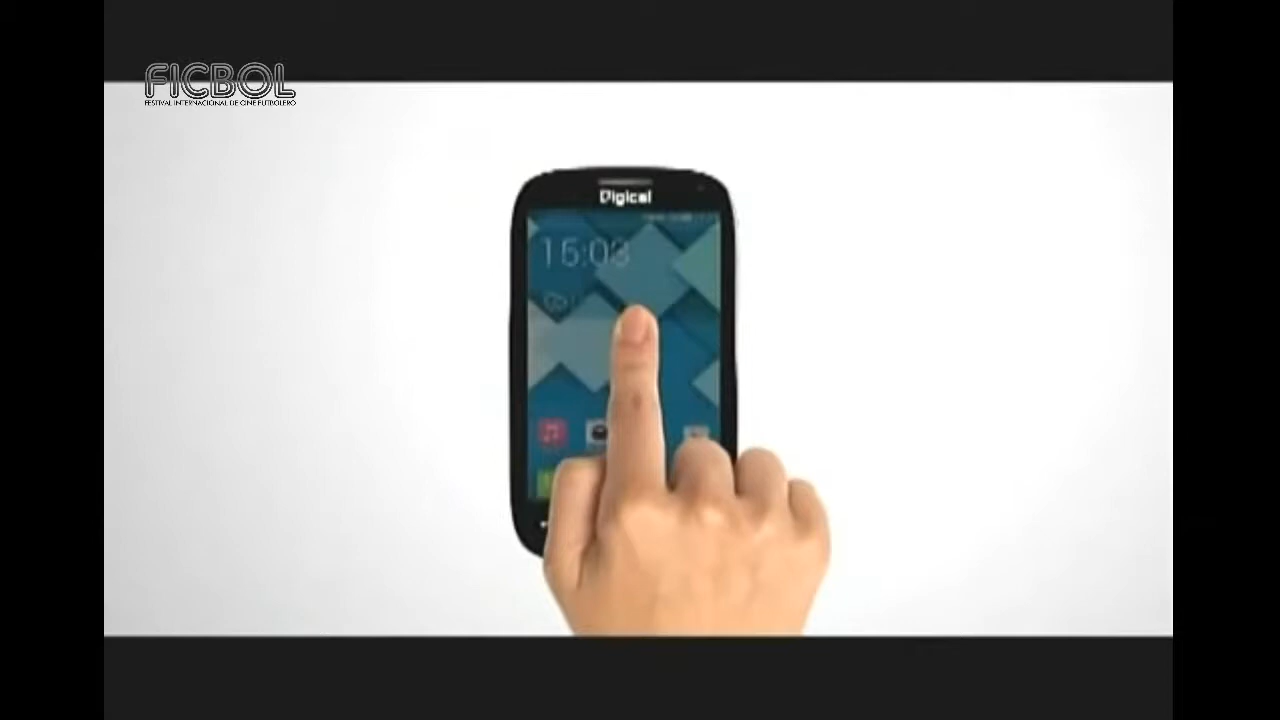 FICBOL
FESTIVAL INTERNACIONAL DE CINE FUTBOLERO
Digicel
15:03